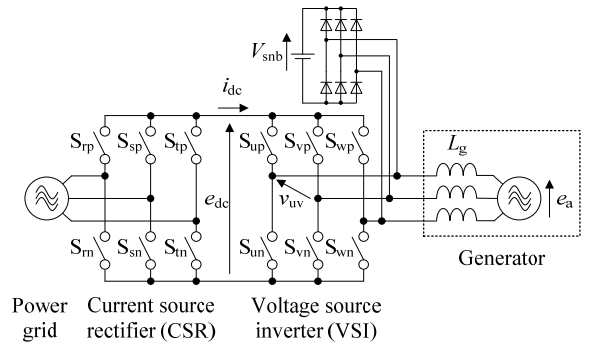 V_snb
i_dc
S_rp S_sp S_tp S_up S_vp S_wp
L_g
e_dc
v_uv
e_a
S_rn S_sn S_tn S_un S_vn S_wn
Generator
Power grid
Current source rectifier (CSR)
Voltage source inverter (VSI)